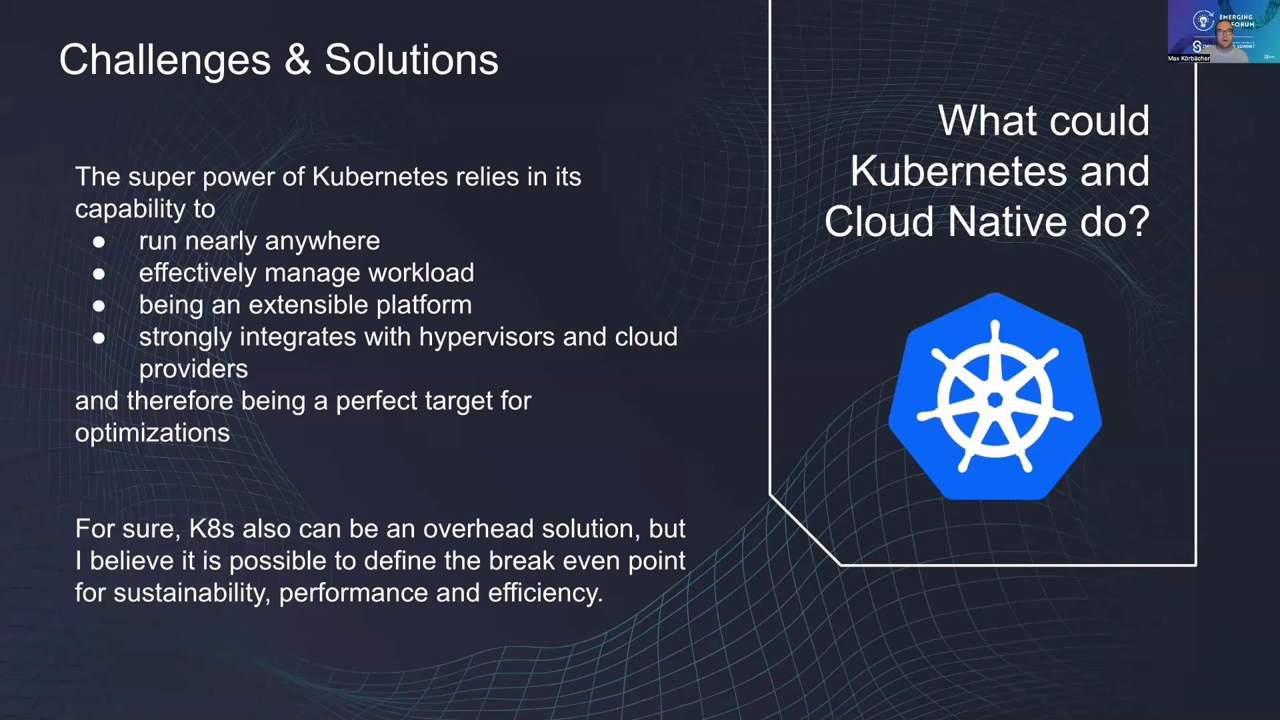 Challenges & Solutions
The super power of Kubernetes relies in its
capability to
● run nearly anywhere
● effectively manage workload
● being an extensible platform
● strongly integrates with hypervisors and cloud
providers
and therefore being a perfect target for
optimizations
For sure, K8s also can be an overhead solution, but
I believe it is possible to define the break even point
for sustainability, performance and efficiency.
What could
Kubernetes and
Cloud Native do?
EMERGING
FORUM
SUMMIT
Max Körbächer